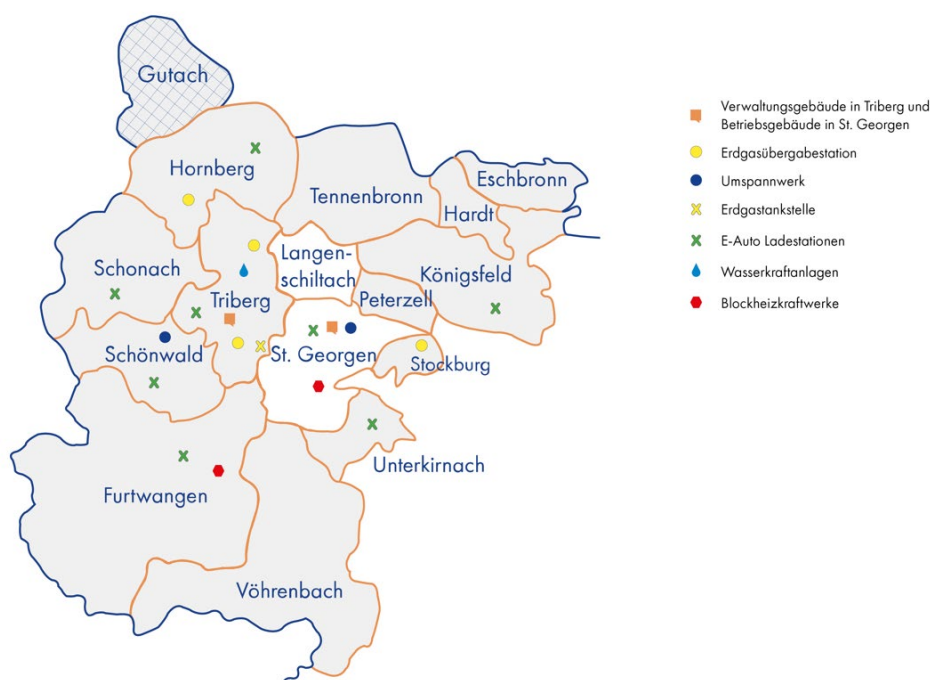 Gutach
Hornberg
Tennenbronn
Eschbronn
Hardt
Langen-
schiltach
Schonach
Königsfeld
Peterzell
Triberg
St. Georgen
Schönwald
Stockburg
Unterkirnach
Furtwangen
Vöhrenbach
Verwaltungsgebäude in Triberg und
Betriebsgebäude in St. Georgen
Erdgasübergabestation
Umspannwerk
Erdgastankstelle
E-Auto Ladestationen
Wasserkraftanlagen
Blockheizkraftwerke